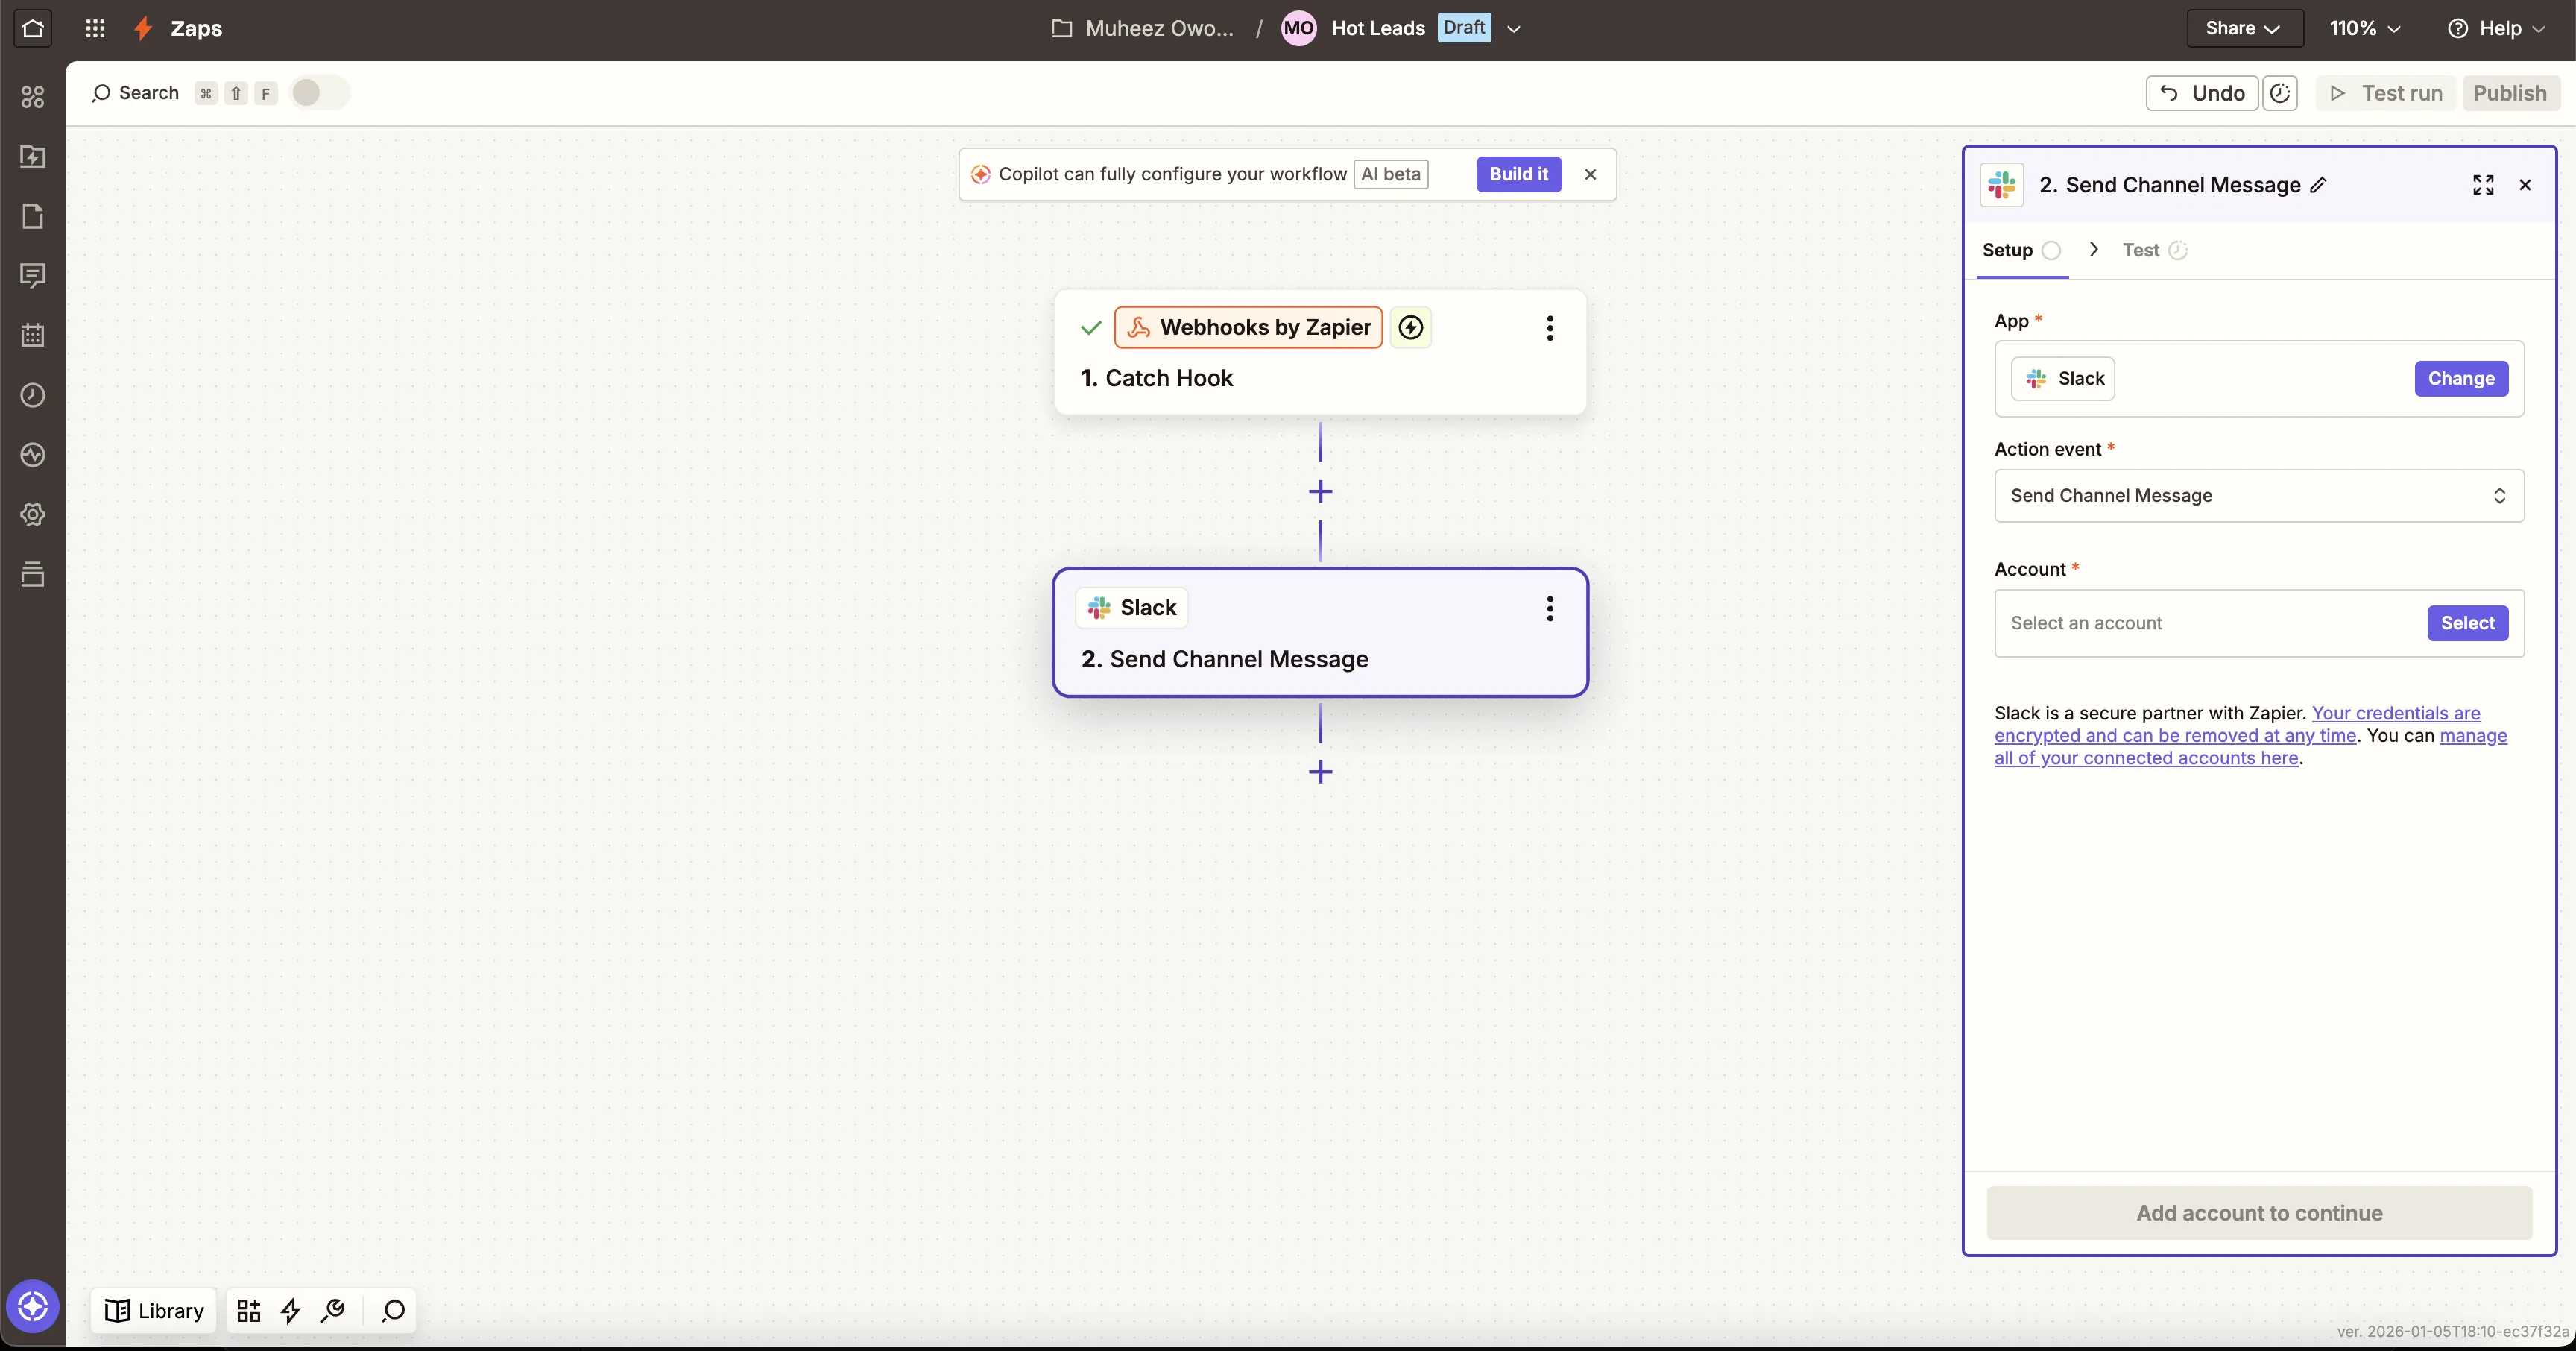 Zaps
Muheez Owo... / MO Hot Leads Draft
Share
110%
Help
Search ⌘ ⇧ F
Undo
Test run
Publish
Copilot can fully configure your workflow AI beta Build it
Webhooks by Zapier
1. Catch Hook
Slack
2. Send Channel Message
2. Send Channel Message
Setup
Test
App *
Slack
Change
Action event *
Send Channel Message
Account *
Select an account
Select
Slack is a secure partner with Zapier. Your credentials are
encrypted and can be removed at any time. You can manage
all of your connected accounts here.
Add account to continue
Library
ver. 2026-01-05T18:10-ec37f32a